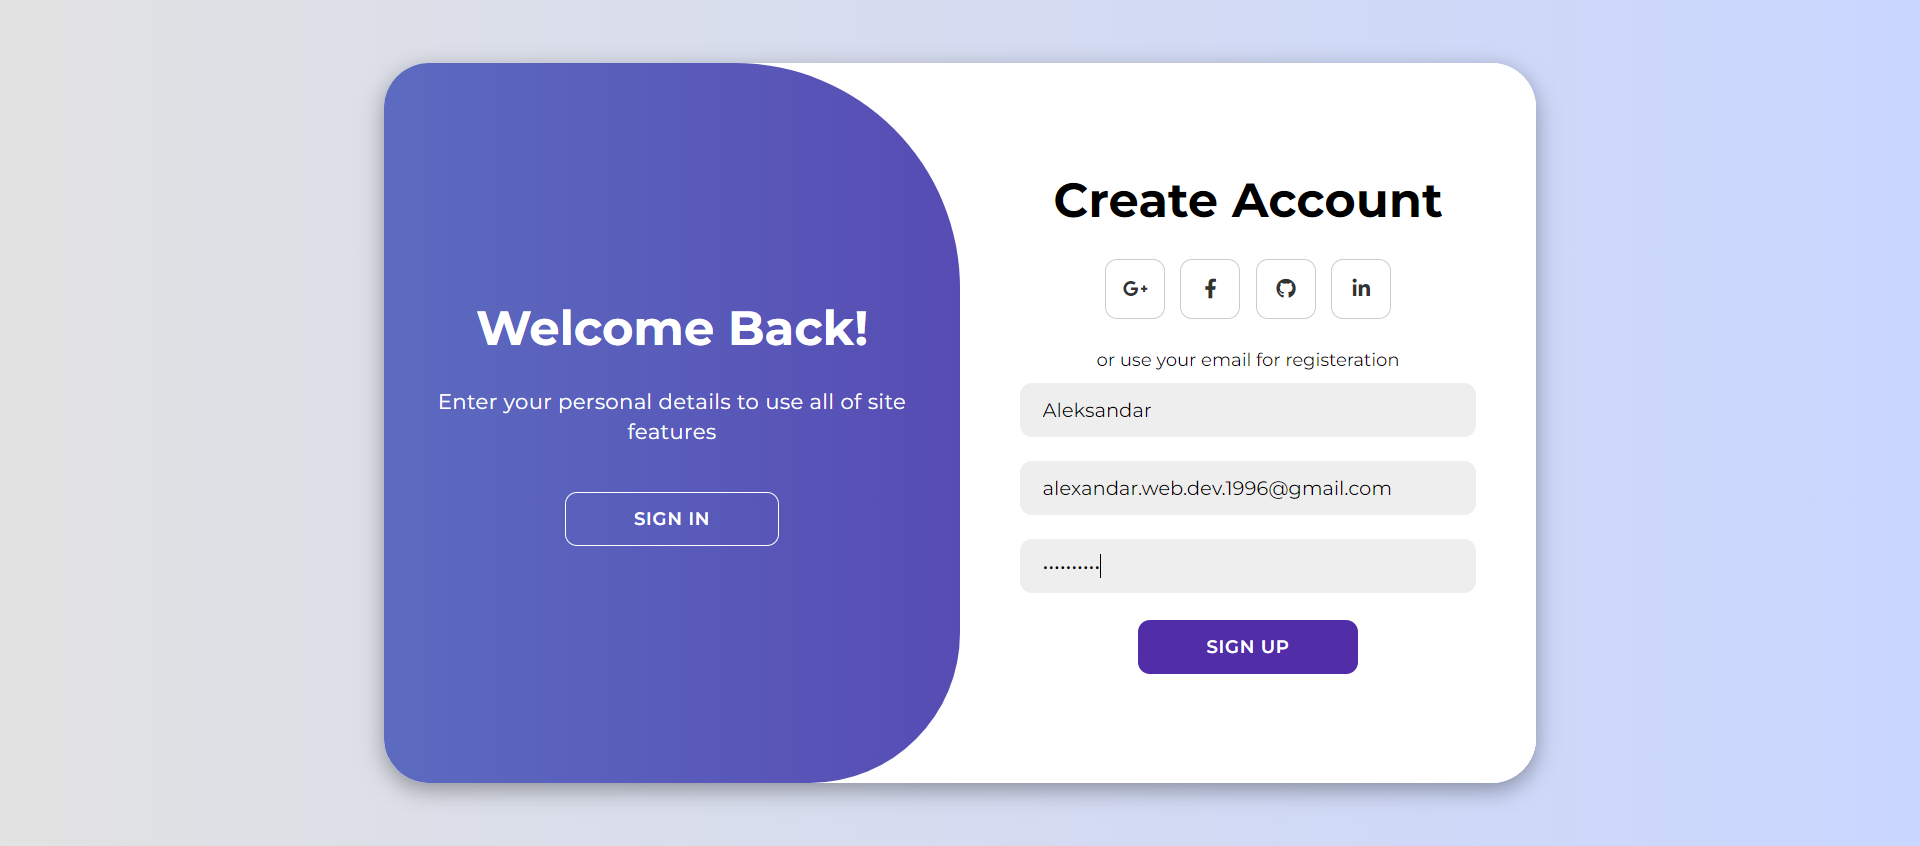 Welcome Back!
Enter your personal details to use all of site
features
SIGN IN
Create Account
G+
f
in
or use your email for registeration
Aleksandar
alexandar.web.dev.1996@gmail.com
••••••••••
SIGN UP